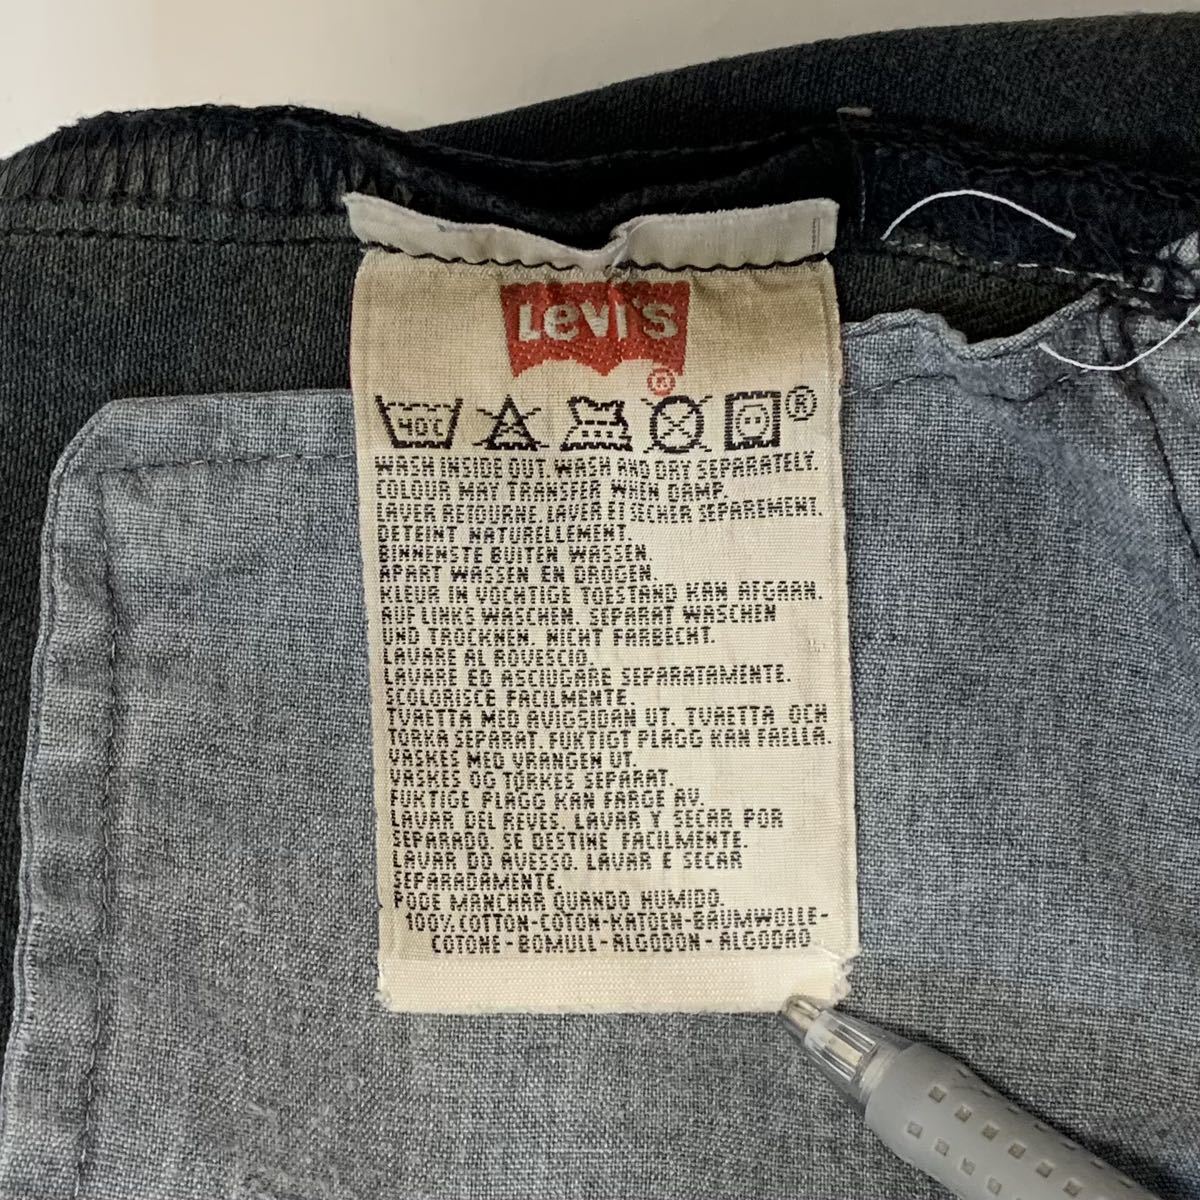 Levi's
®
40°C
®
WASH INSIDE OUT. WASH AND DRY SEPARATELY.
COLOUR MAY TRANSFER WHEN DAMP.
LAVER RETOURNE. LAVER ET SECHER SEPAREMENT.
DETEINT NATURELLEMENT.
BINNENSTE BUITEN WASSEN.
APART WASSEN EN DROGEN.
KLEUR IN VOCHTIGE TOESTAND KAN AFGAAN.
AUF LINKS WASCHEN. SEPARAT WASCHEN
UND TROCKNEN. NICHT FARBECHT.
LAVARE AL ROVESCIO.
LAVARE ED ASCIUGARE SEPARATAMENTE.
SCOLORISCE FACILMENTE.
TVAETTA MED AVIGSIDAN UT. TVAETTA OCH
TORKA SEPARAT. FUKTIGT PLAGG KAN FAELLA.
VASKES MED VRANGEN UT.
VASKES OG TØRKES SEPARAT.
FUKTIGE PLAGG KAN FARGE AV.
LAVAR DEL REVES. LAVAR Y SECAR POR
SEPARADO. SE DESTINE FACILMENTE.
LAVAR DO AVESSO. LAVAR E SECAR
SEPARADAMENTE.
PODE MANCHAR QUANDO HUMIDO.
100% COTTON-COTON-KATOEN-BAUMWOLLE-
COTONE-BOMULL-ALGODON-ALGODAO